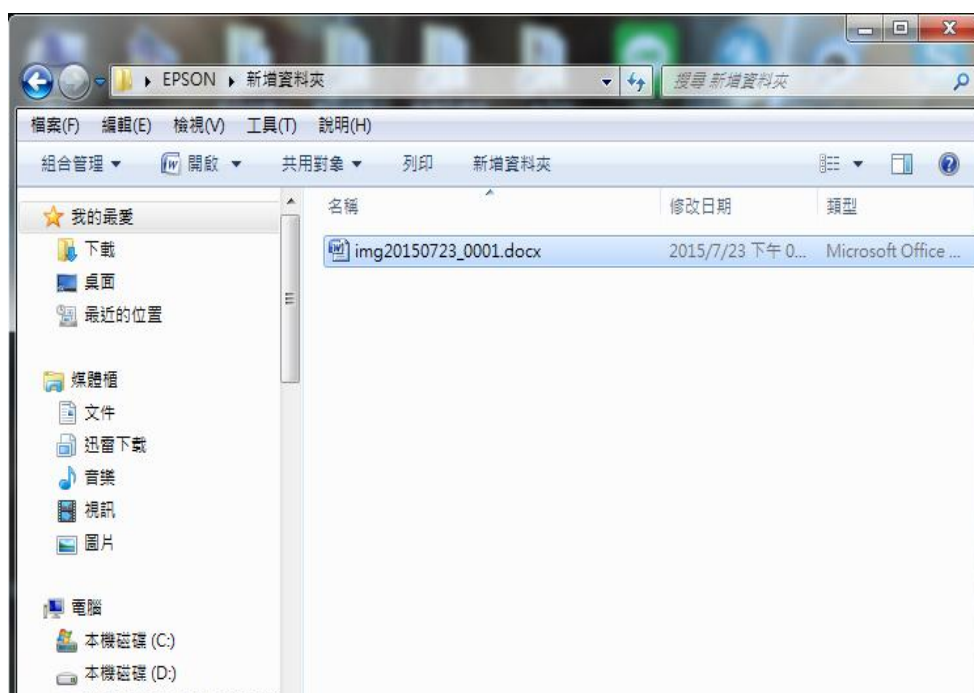 EPSON ▸ 新增資料夾
搜尋 新增資料夾
檔案(F) 編輯(E) 檢視(V) 工具(T) 說明(H)
組合管理 開啟 共用對象 列印 新增資料夾
名稱 修改日期 類型
我的最愛
img20150723_0001.docx 2015/7/23 下午 0... Microsoft Office ...
下載
桌面
最近的位置
媒體櫃
文件
迅雷下载
音樂
視訊
圖片
電腦
本機磁碟 (C:)
本機磁碟 (D:)